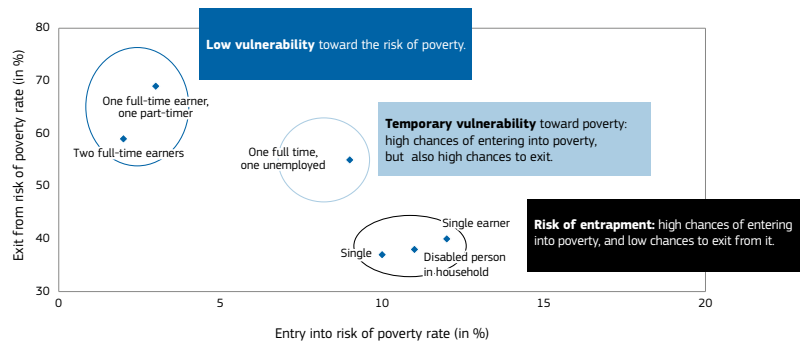 80
70
60
50
40
30
0
5
10
15
20
Exit from risk of poverty rate (in %)
Entry into risk of poverty rate (in %)
Low vulnerability toward the risk of poverty.
One full-time earner,
one part-timer
Two full-time earners
Temporary vulnerability toward poverty:
high chances of entering into poverty,
but also high chances to exit.
One full time,
one unemployed
Risk of entrapment: high chances of entering
into poverty, and low chances to exit from it.
Single earner
Single
Disabled person
in household